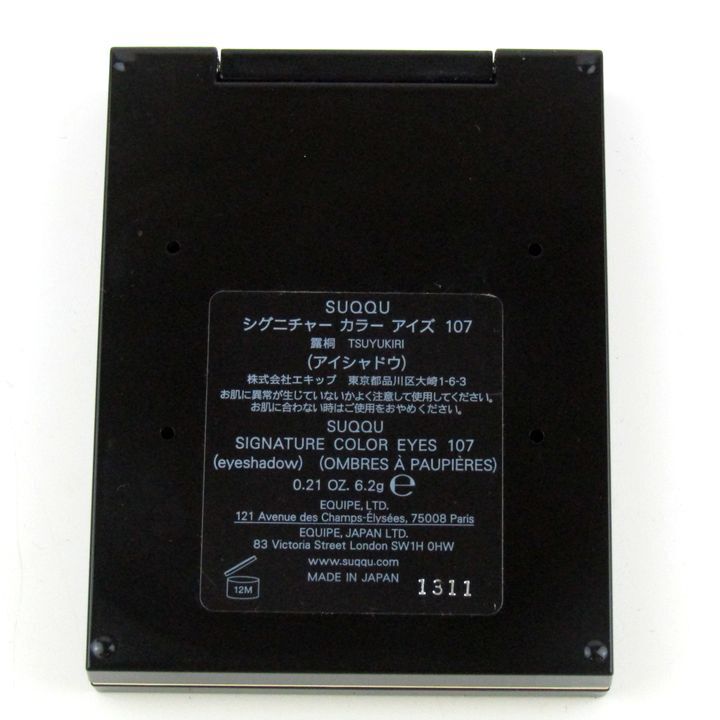 SUQQU
シグニチャー カラー アイズ 107
露桐 TSUYUKIRI
(アイシャドウ)
株式会社エキップ 東京都品川区大崎1-6-3
お肌に異常が生じていないかよく注意して使用してください。
お肌に合わない時はご使用をおやめください。
SUQQU
SIGNATURE COLOR EYES 107
(eyeshadow) (OMBRES À PAUPIÈRES)
0.21 OZ. 6.2g ℮
EQUIPE, LTD.
121 Avenue des Champs-Élysées, 75008 Paris
EQUIPE, JAPAN LTD.
83 Victoria Street London SW1H 0HW
www.suqqu.com
MADE IN JAPAN
12M
1311